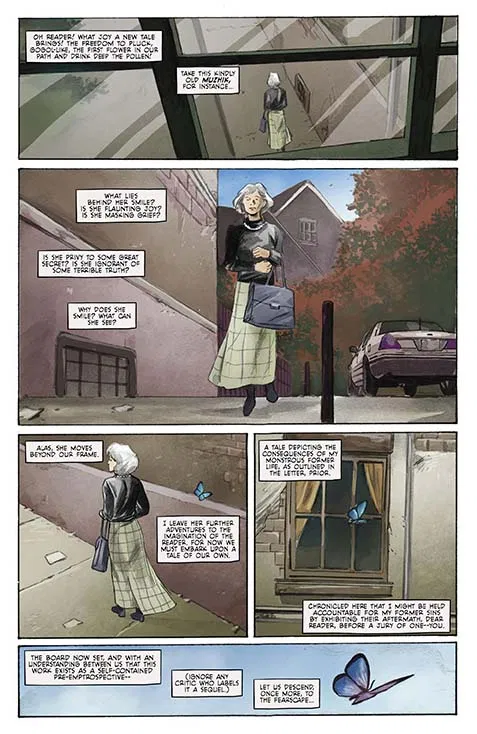 OH READER! WHAT JOY A NEW TALE
BRINGS! THE FREEDOM TO PLUCK,
GOGOL-LIKE, THE FIRST FLOWER IN OUR
PATH AND DRINK DEEP THE POLLEN!
TAKE THIS KINDLY
OLD MUZHIK,
FOR INSTANCE...
WHAT LIES
BEHIND HER SMILE?
IS SHE FLAUNTING JOY?
IS SHE MASKING GRIEF?
IS SHE PRIVY TO SOME GREAT
SECRET? IS SHE IGNORANT OF
SOME TERRIBLE TRUTH?
WHY DOES SHE
SMILE? WHAT CAN
SHE SEE?
ALAS, SHE MOVES
BEYOND OUR FRAME.
I LEAVE HER FURTHER
ADVENTURES TO THE
IMAGINATION OF THE
READER. FOR NOW WE
MUST EMBARK UPON A
TALE OF OUR OWN.
A TALE DEPICTING THE
CONSEQUENCES OF MY
MONSTROUS FORMER
LIFE, AS OUTLINED IN
THE LETTER, PRIOR.
CHRONICLED HERE THAT I MIGHT BE HELD
ACCOUNTABLE FOR MY FORMER SINS
BY EXHIBITING THEIR AFTERMATH, DEAR
READER, BEFORE A JURY OF ONE--YOU.
THE BOARD NOW SET, AND WITH AN
UNDERSTANDING BETWEEN US THAT THIS
WORK EXISTS AS A SELF-CONTAINED
PRE-EMPTROSPECTIVE--
(IGNORE ANY
CRITIC WHO LABELS
IT A SEQUEL.)
LET US DESCEND,
ONCE MORE, TO
THE FEARSCAPE...